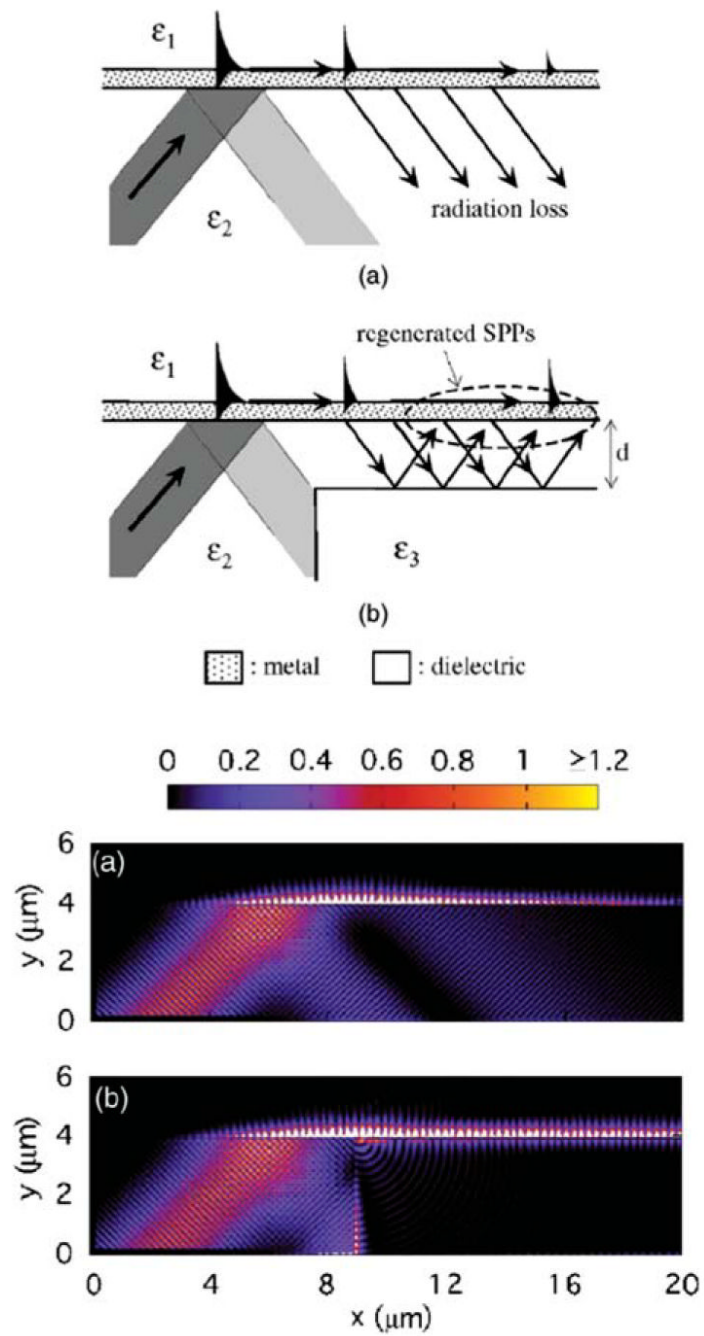 ε1
ε2
radiation loss
(a)
regenerated SPPs
ε1
d
ε2
ε3
(b)
: metal : dielectric
0 0.2 0.4 0.6 0.8 1 ≥1.2
(a)
6
4
2
0
y (μm)
(b)
6
4
2
0
y (μm)
0 4 8 12 16 20
x (μm)